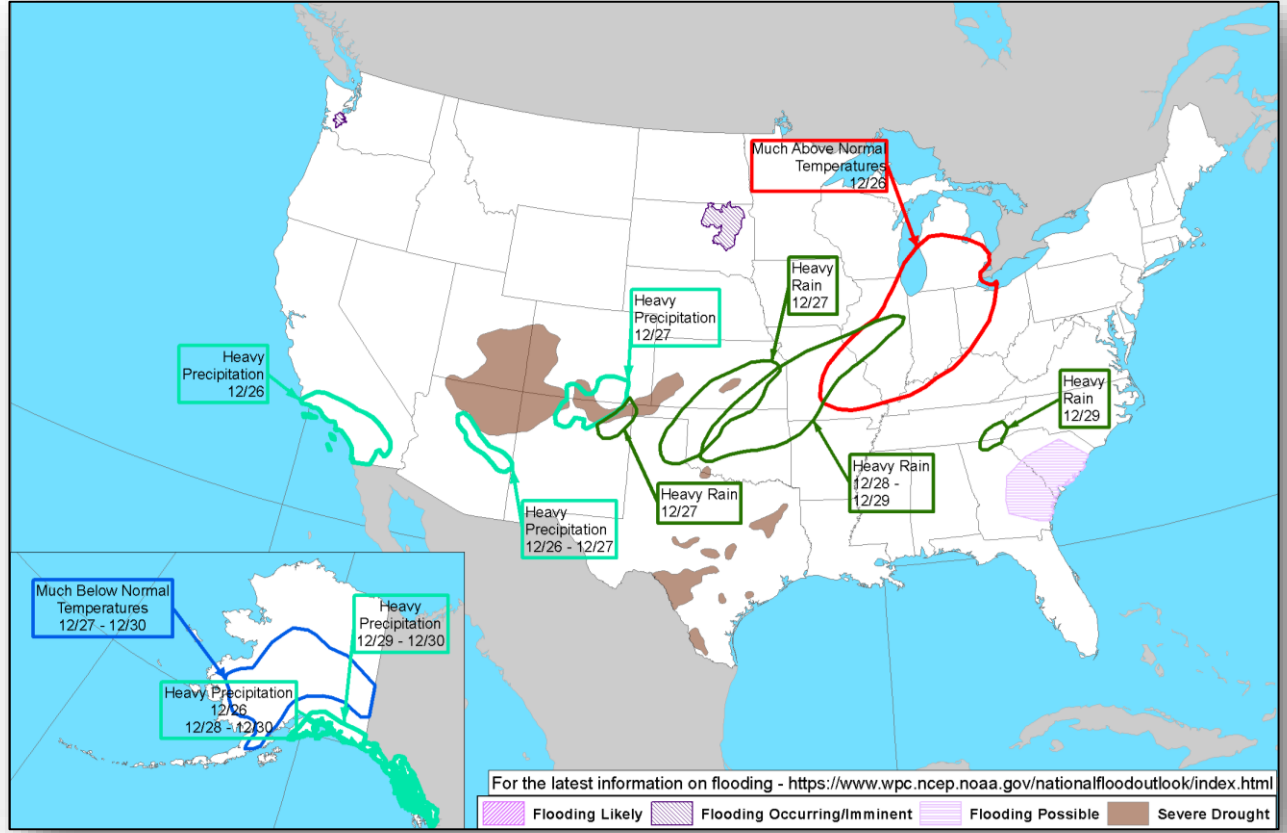 Much Above Normal
Temperatures
12/26
Heavy
Rain
12/27
Heavy
Precipitation
12/27
Heavy
Precipitation
12/26
Heavy
Rain
12/29
Heavy Rain
12/28 -
12/29
Heavy Rain
12/27
Heavy
Precipitation
12/26 - 12/27
Much Below Normal
Temperatures
12/27 - 12/30
Heavy
Precipitation
12/29 - 12/30
Heavy Precipitation
12/26
12/28 - 12/30
For the latest information on flooding - https://www.wpc.ncep.noaa.gov/nationalfloodoutlook/index.html
Flooding Likely Flooding Occurring/Imminent Flooding Possible Severe Drought